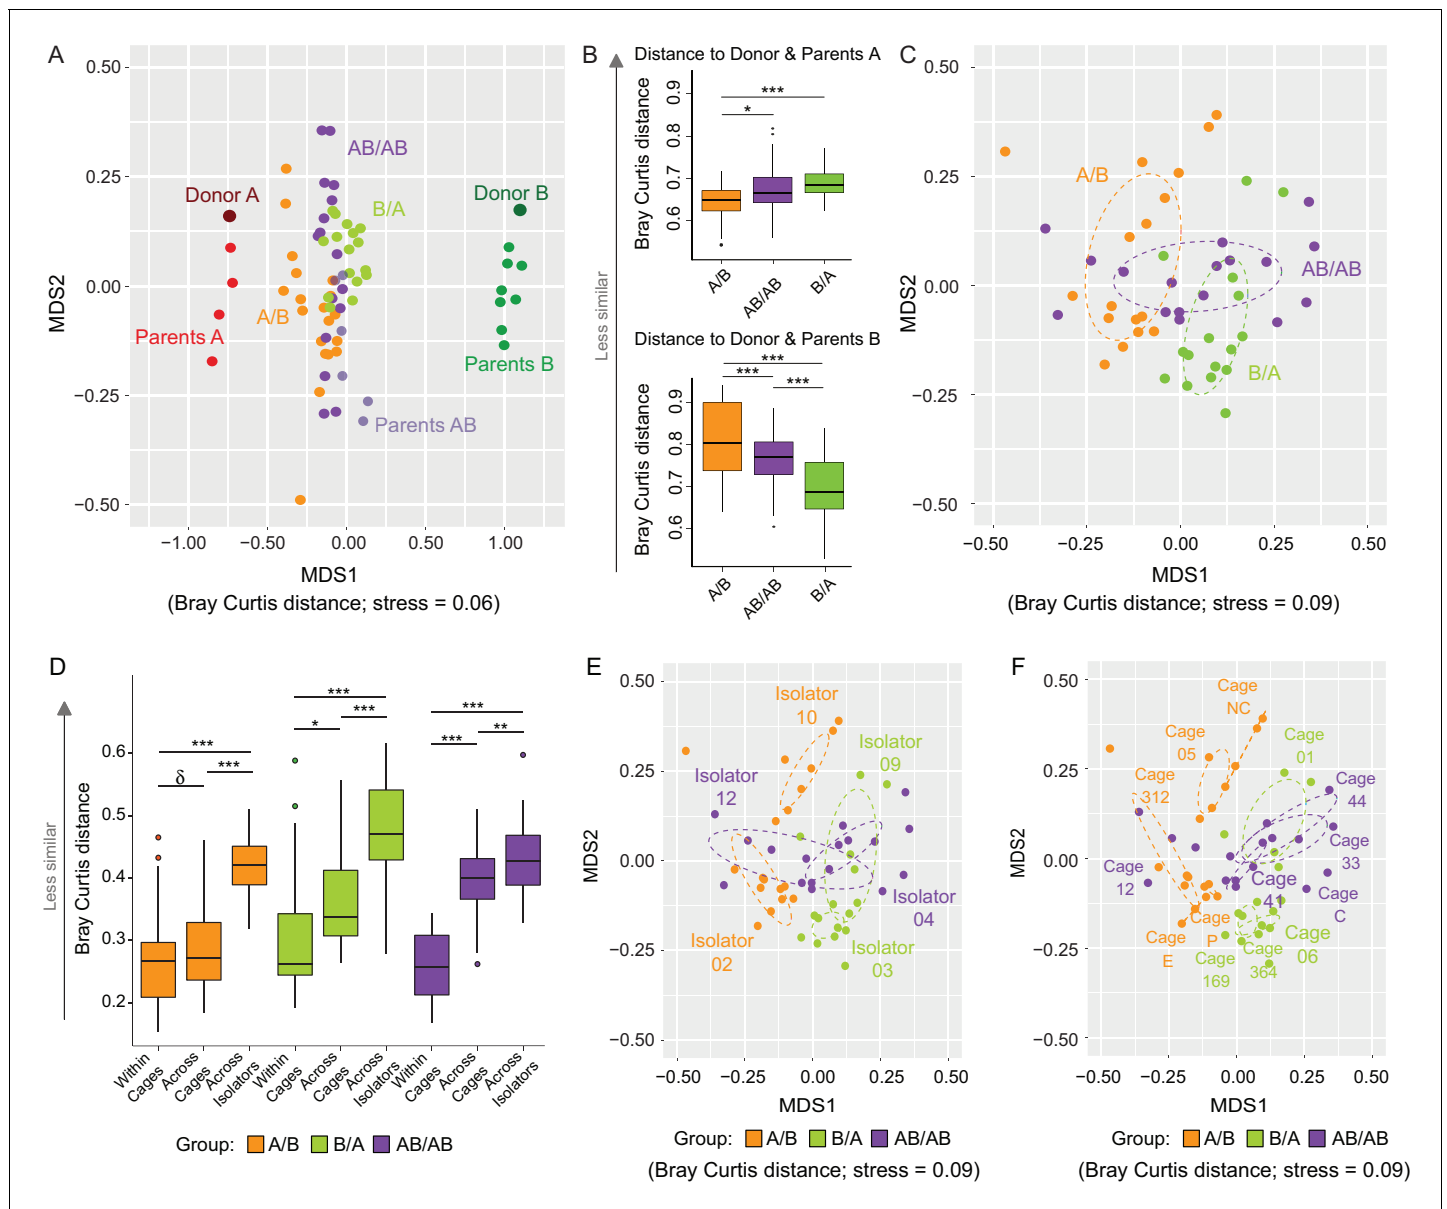 A
0.50
0.25
0.00
−0.25
−0.50
MDS2
AB/AB
Donor A
B/A
Donor B
A/B
Parents A
Parents B
Parents AB
−1.00
−0.50
0.00
0.50
1.00
MDS1
(Bray Curtis distance; stress = 0.06)
B
Less similar
Distance to Donor & Parents A
Bray Curtis distance
0.9
0.8
0.7
0.6
***
*
A/B
AB/AB
B/A
Distance to Donor & Parents B
Bray Curtis distance
0.9
0.8
0.7
0.6
***
***
***
A/B
AB/AB
B/A
C
0.50
0.25
0.00
−0.25
−0.50
MDS2
A/B
AB/AB
B/A
−0.50
−0.25
0.00
0.25
0.50
MDS1
(Bray Curtis distance; stress = 0.09)
D
Less similar
Bray Curtis distance
0.6
0.5
0.4
0.3
0.2
***
δ
***
***
*
***
***
***
**
Within Cages
Across Cages
Across Isolators
Within Cages
Across Cages
Across Isolators
Within Cages
Across Cages
Across Isolators
Group: A/B B/A AB/AB
E
0.50
0.25
0.00
−0.25
−0.50
MDS2
Isolator
10
Isolator
09
Isolator
12
Isolator
04
Isolator
02
Isolator
03
−0.50
−0.25
0.00
0.25
0.50
MDS1
Group: A/B B/A AB/AB
(Bray Curtis distance; stress = 0.09)
F
0.50
0.25
0.00
−0.25
−0.50
MDS2
Cage
NC
Cage
05
Cage
01
Cage
312
Cage
44
Cage
33
Cage
12
Cage
41
Cage
C
Cage
P
Cage
E
Cage
169
Cage
364
Cage
06
−0.50
−0.25
0.00
0.25
0.50
MDS1
Group: A/B B/A AB/AB
(Bray Curtis distance; stress = 0.09)